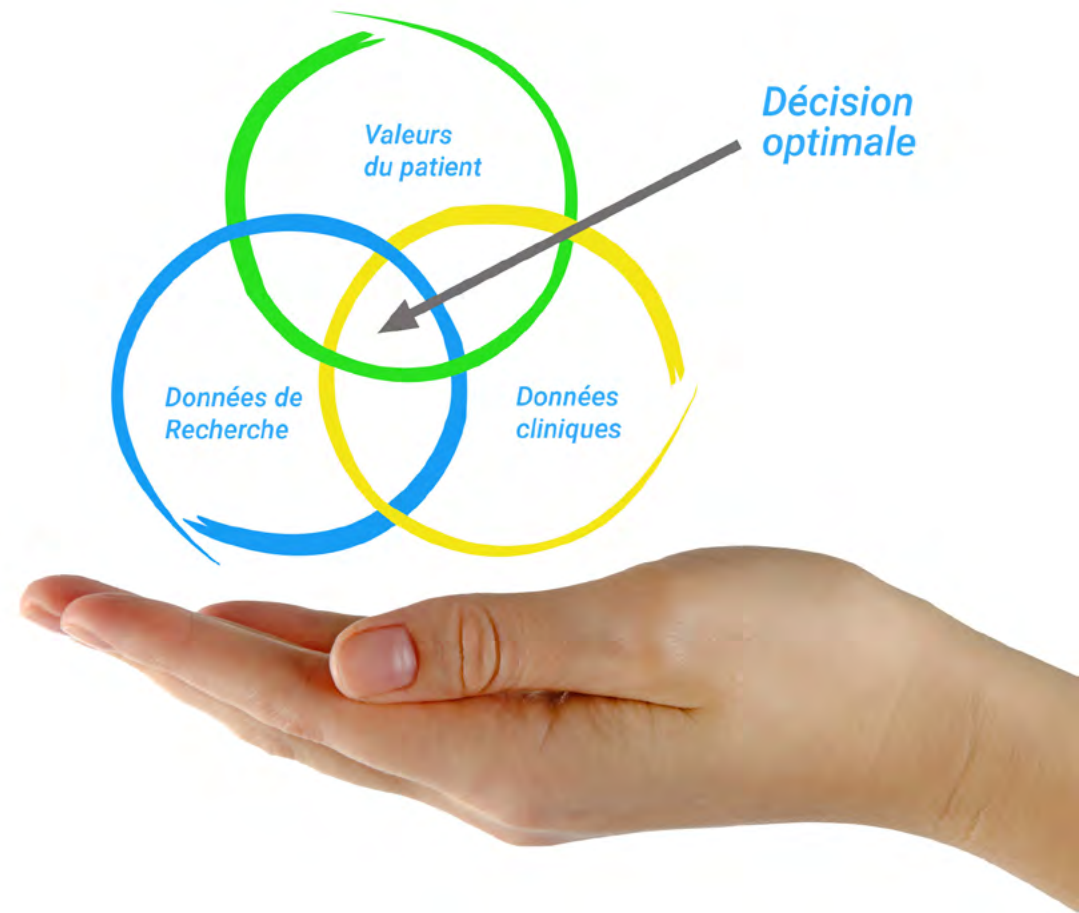 Valeurs
du patient
Décision
optimale
Données de
Recherche
Données
cliniques